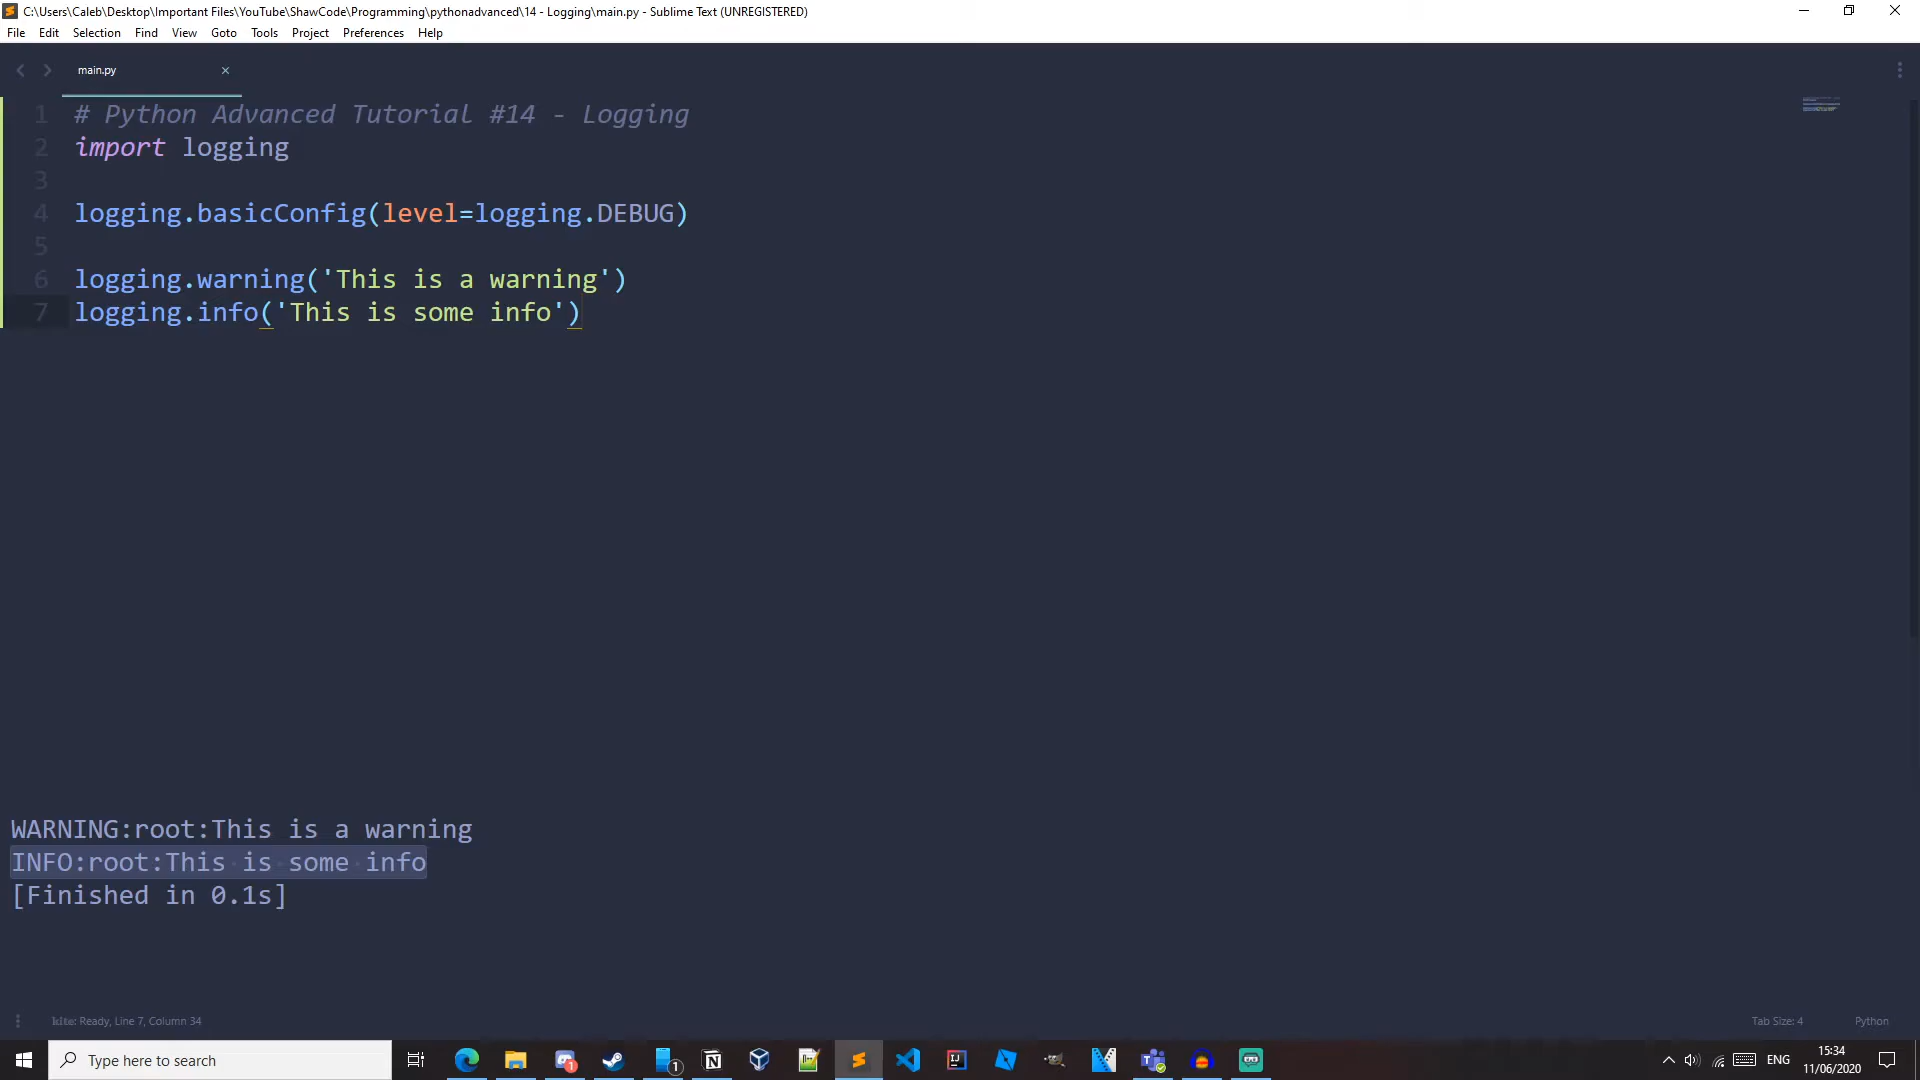 C:\Users\Caleb\Desktop\Important Files\YouTube\ShawCode\Programming\pythonadvanced\14 - Logging\main.py - Sublime Text (UNREGISTERED)
File Edit Selection Find View Goto Tools Project Preferences Help
main.py
1 # Python Advanced Tutorial #14 - Logging
2 import logging
3
4 logging.basicConfig(level=logging.DEBUG)
5
6 logging.warning('This is a warning')
7 logging.info('This is some info')
WARNING:root:This is a warning
INFO:root:This is some info
[Finished in 0.1s]
Ready, Line 7, Column 34
Tab Size: 4 Python
Type here to search
ENG
15:34
11/06/2020